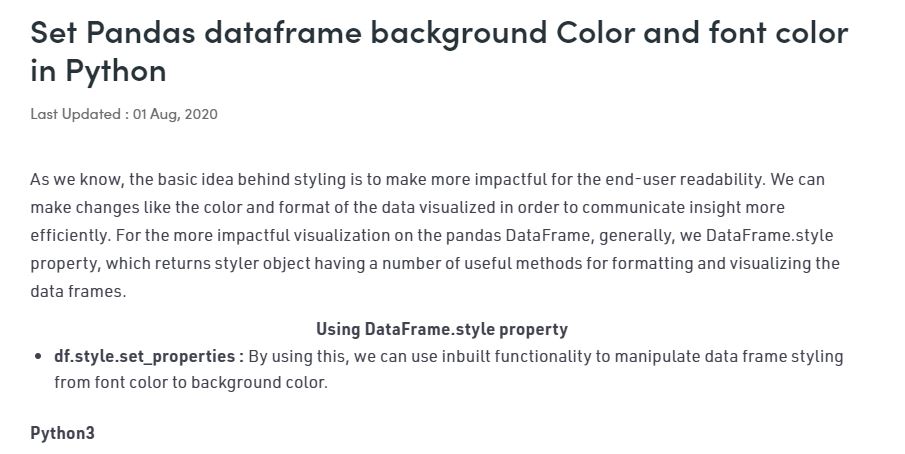 Set Pandas dataframe background Color and font color
in Python
Last Updated : 01 Aug, 2020
As we know, the basic idea behind styling is to make more impactful for the end-user readability. We can
make changes like the color and format of the data visualized in order to communicate insight more
efficiently. For the more impactful visualization on the pandas DataFrame, generally, we DataFrame.style
property, which returns styler object having a number of useful methods for formatting and visualizing the
data frames.
Using DataFrame.style property
• df.style.set_properties : By using this, we can use inbuilt functionality to manipulate data frame styling
from font color to background color.
Python3